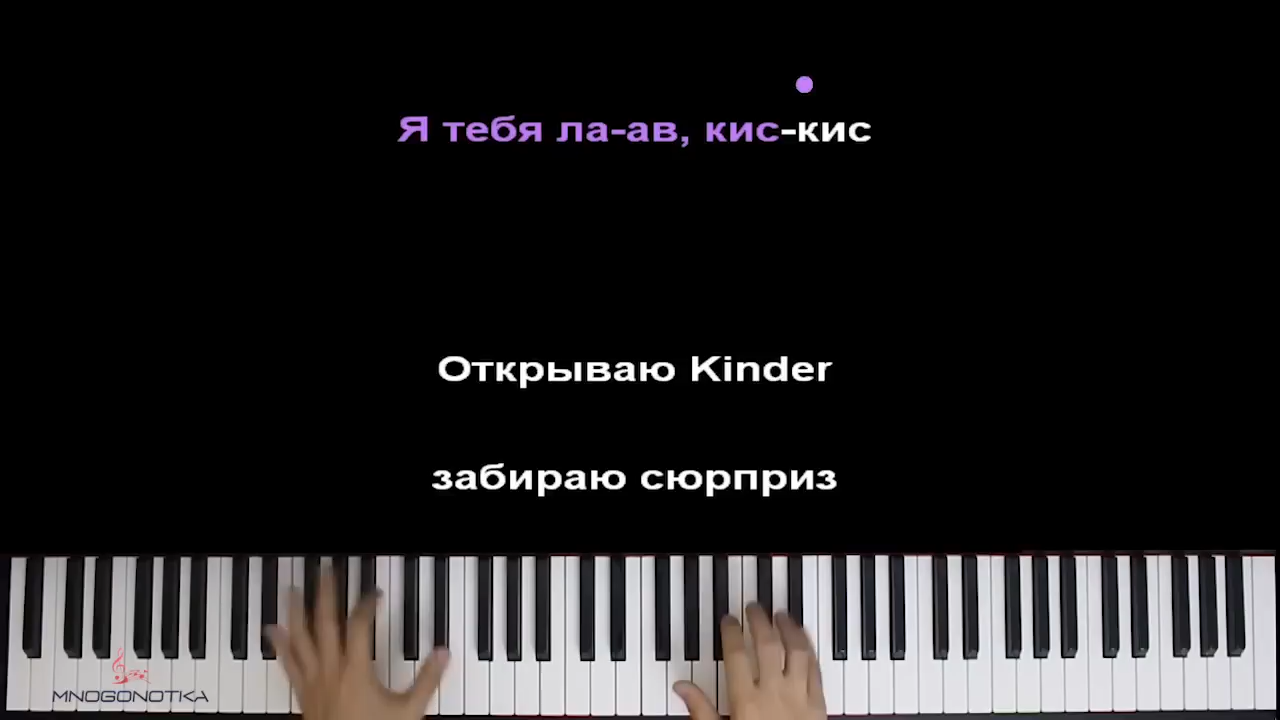 Я тебя ла-ав, кис-кис
Открываю Kinder
забираю сюрприз
MNOGONOTKA